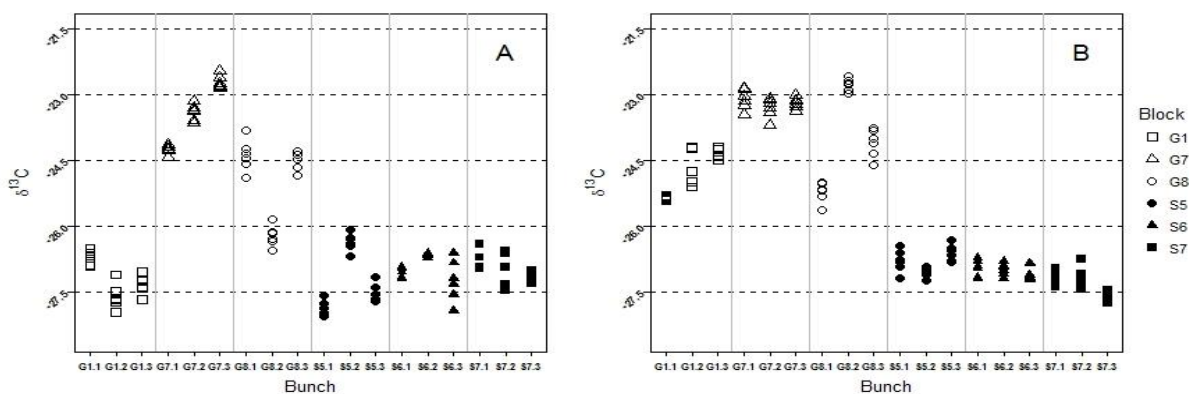 A
δ13C
-21.5
-23.0
-24.5
-26.0
-27.5
G1.1 G1.2 G1.3 G7.1 G7.2 G7.3 G8.1 G8.2 G8.3 S5.1 S5.2 S5.3 S6.1 S6.2 S6.3 S7.1 S7.2 S7.3
Bunch
B
δ13C
-21.5
-23.0
-24.5
-26.0
-27.5
G1.1 G1.2 G1.3 G7.1 G7.2 G7.3 G8.1 G8.2 G8.3 S5.1 S5.2 S5.3 S6.1 S6.2 S6.3 S7.1 S7.2 S7.3
Bunch
Block
G1
G7
G8
S5
S6
S7